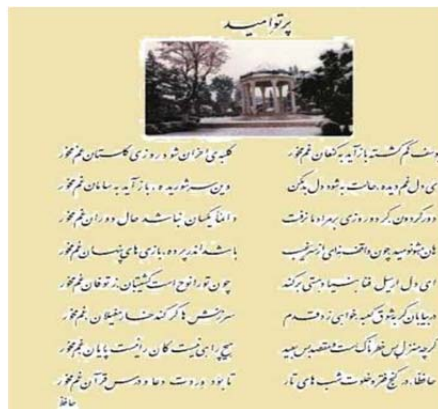 پرتو امید
یوسف گم گشته باز آید به کنعان غم مخور کلبه‌ی احزان شود روزی گلستان غم مخور
ای دل غم دیده، حالت به شود دل بد مکن وین سر شوریده، باز آید به سامان غم مخور
دور گردون گر دو روزی بر مراد ما نرفت دائما یکسان نباشد حال دوران غم مخور
هان مشو نومید چون واقف نه‌ای از سر غیب باشد اندر پرده، بازی های پنهان غم مخور
ای دل ار سیل فنا بنیاد هستی بر کند چون تو را نوح است کشتیبان، ز توفان غم مخور
در بیابان گر به شوق کعبه خواهی زد قدم سرزنش ها گر کند خار مغیلان، غم مخور
گرچه منزل بس خطرناک است و مقصد بس بعید هیچ راهی نیست کان را نیست پایان غم مخور
حافظا، در کنج فقر و خلوت شب های تار تا بود وردت دعا و درس قرآن غم مخور
حافظ